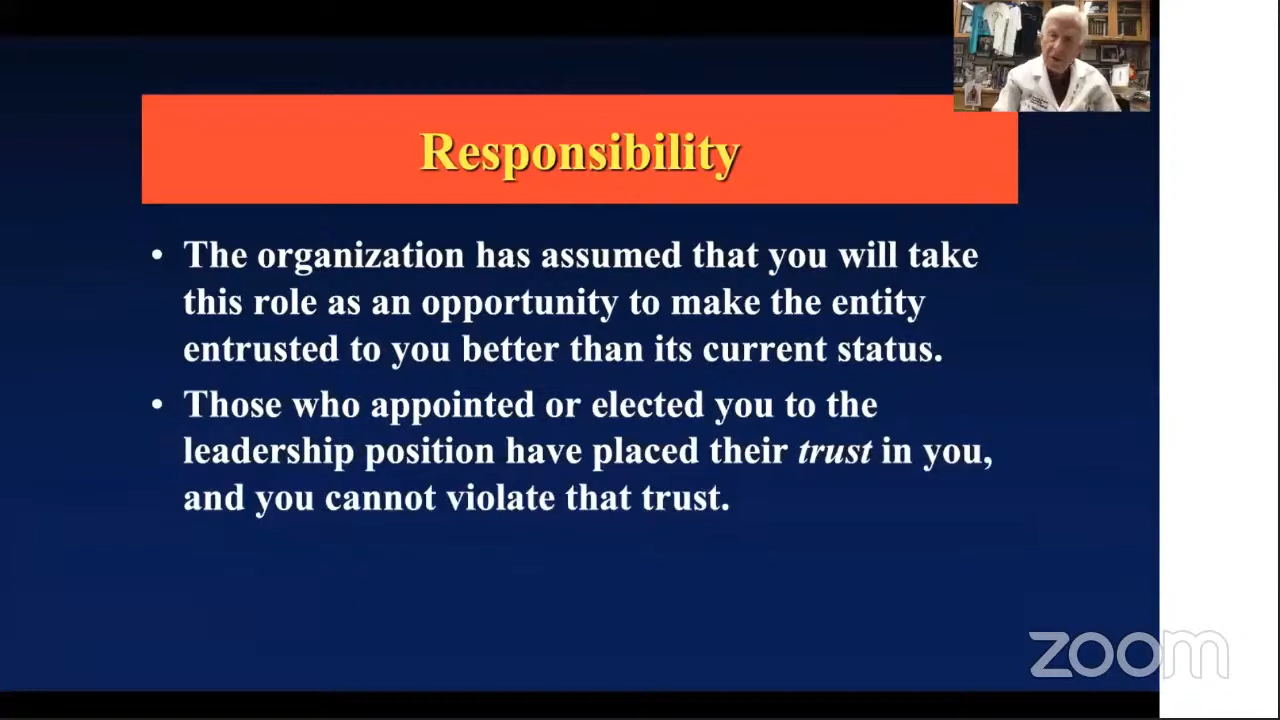 Responsibility
• The organization has assumed that you will take
this role as an opportunity to make the entity
entrusted to you better than its current status.
• Those who appointed or elected you to the
leadership position have placed their trust in you,
and you cannot violate that trust.
zoom